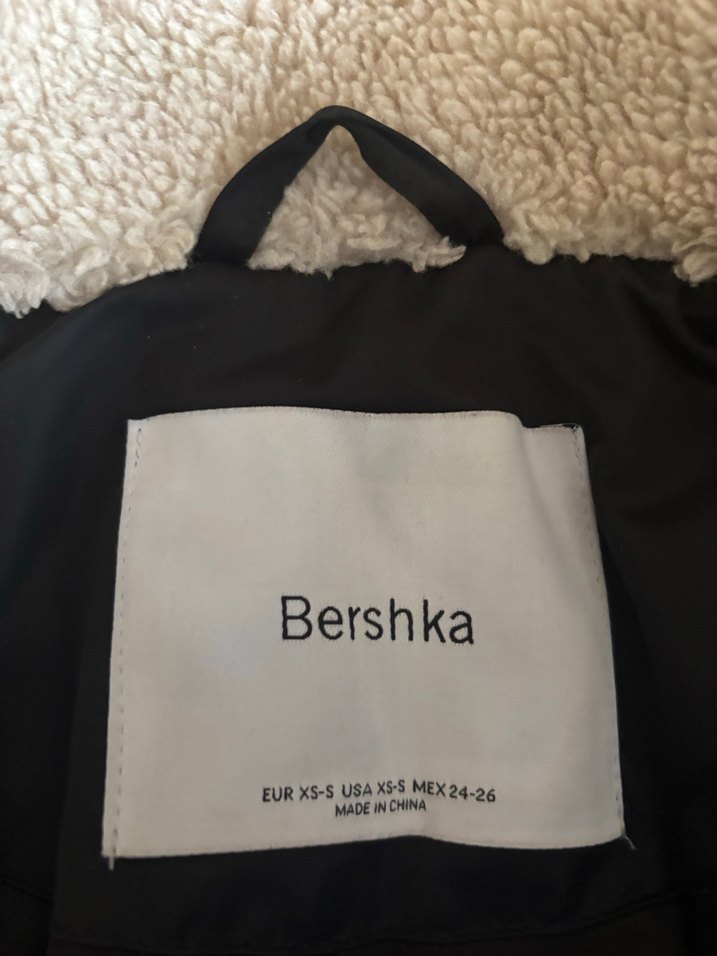 Bershka
EUR XS-S USA XS-S MEX 24-26
MADE IN CHINA